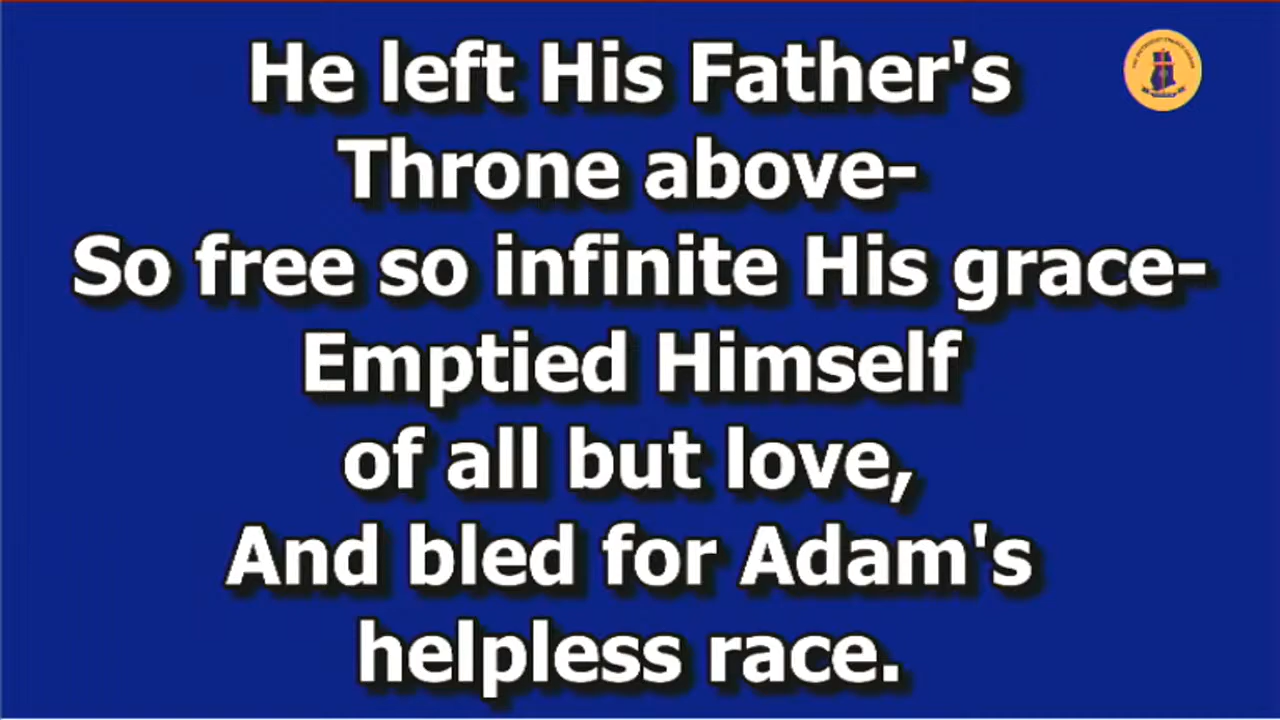 He left His Father's
Throne above-
So free so infinite His grace-
Emptied Himself
of all but love,
And bled for Adam's
helpless race.